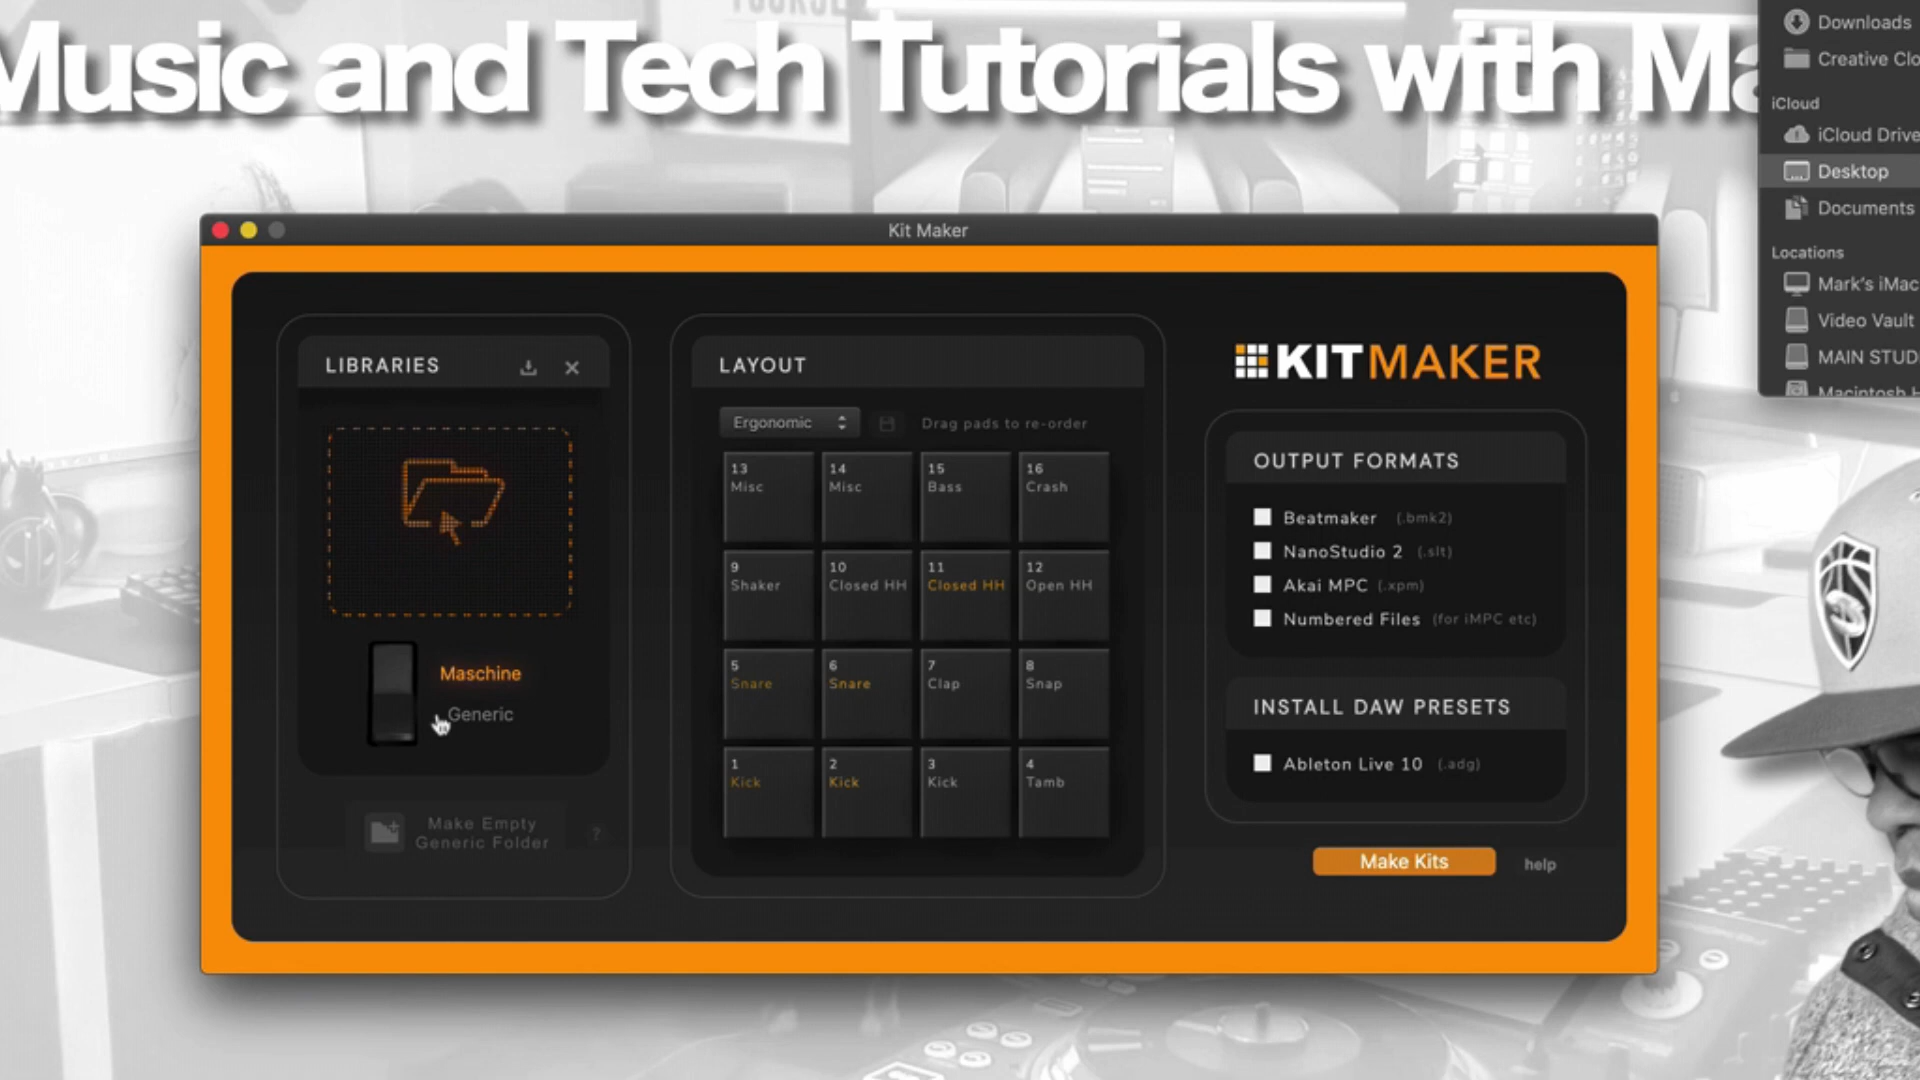 YOURSE
Music and Tech Tutorials with Ma
Downloads
Creative Clo
iCloud
iCloud Drive
Desktop
Documents
Locations
Mark's iMac
Video Vault
MAIN STUD
Macintosh H
Kit Maker
LIBRARIES
Maschine
Generic
Make Empty
Generic Folder
?
LAYOUT
Ergonomic
Drag pads to re-order
13 Misc
14 Misc
15 Bass
16 Crash
9 Shaker
10 Closed HH
11 Closed HH
12 Open HH
5 Snare
6 Snare
7 Clap
8 Snap
1 Kick
2 Kick
3 Kick
4 Tamb
KITMAKER
OUTPUT FORMATS
Beatmaker (.bmk2)
NanoStudio 2 (.slt)
Akai MPC (.xpm)
Numbered Files (for iMPC etc)
INSTALL DAW PRESETS
Ableton Live 10 (.adg)
Make Kits
help